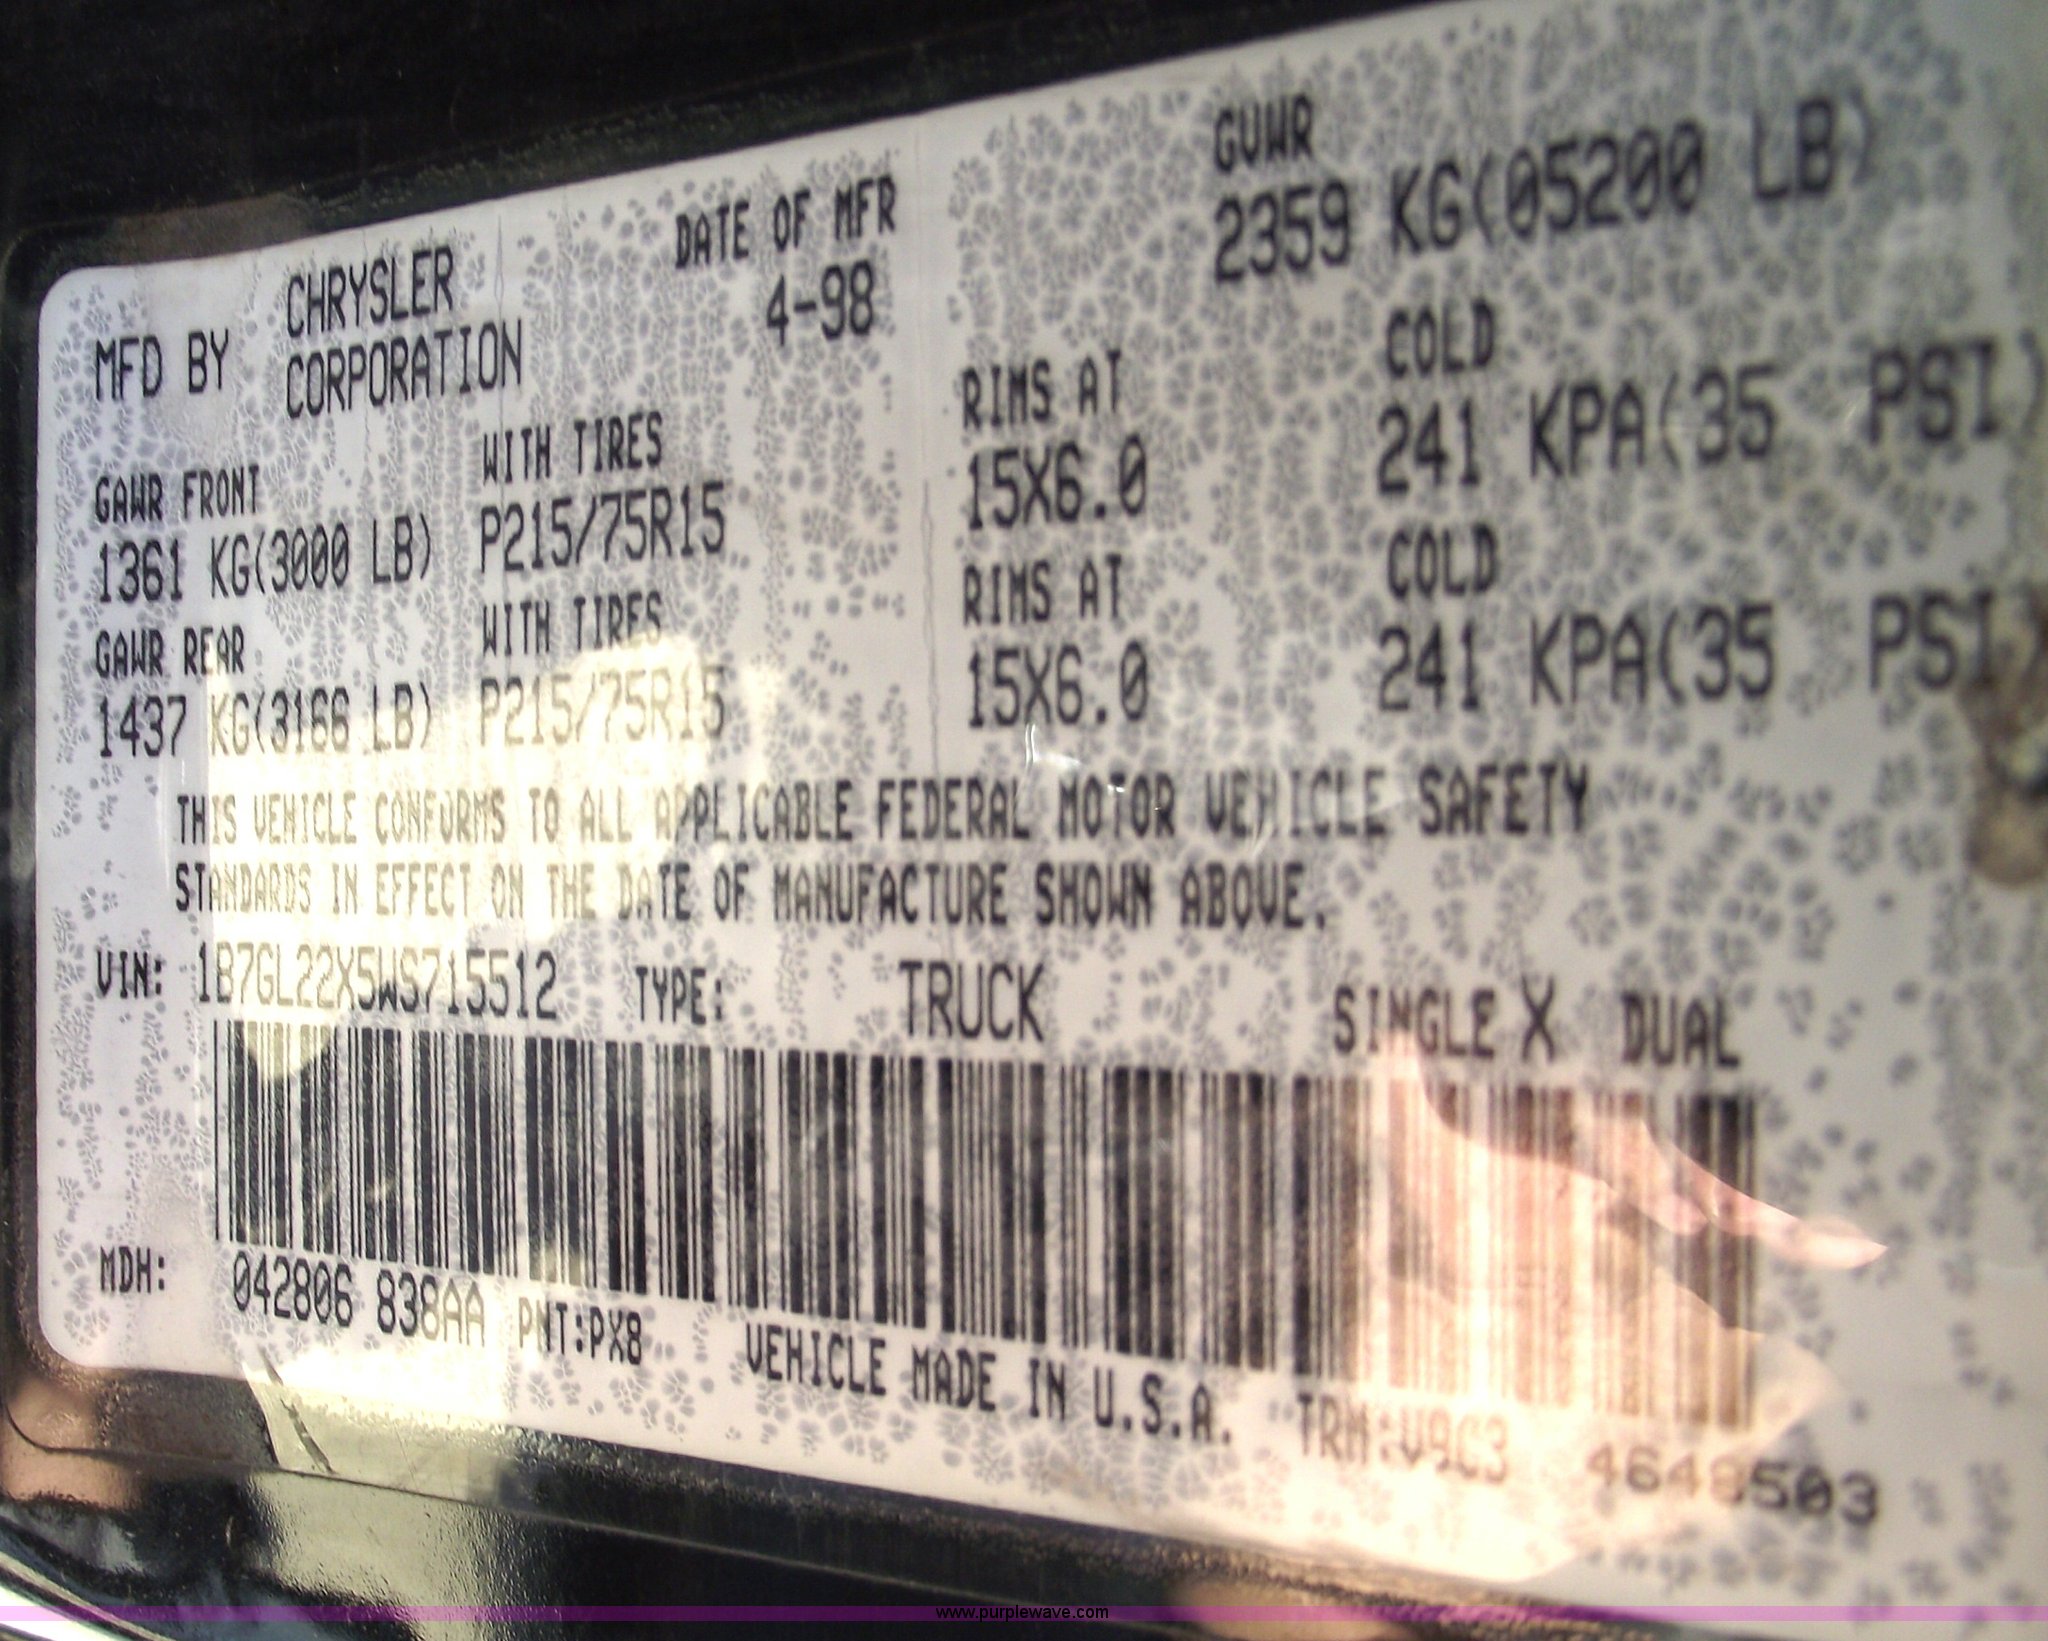 MFD BY CHRYSLER CORPORATION DATE OF MFR 4-98 GVWR 2359 KG(05200 LB)
GAWR FRONT WITH TIRES RIMS AT COLD
1361 KG(3000 LB) P215/75R15 15X6.0 241 KPA(35 PSI)
GAWR REAR WITH TIRES RIMS AT COLD
1437 KG(3166 LB) P215/75R15 15X6.0 241 KPA(35 PSI)
THIS VEHICLE CONFORMS TO ALL APPLICABLE FEDERAL MOTOR VEHICLE SAFETY
STANDARDS IN EFFECT ON THE DATE OF MANUFACTURE SHOWN ABOVE.
VIN: 1B7GL22X5WS715512 TYPE: TRUCK SINGLE X DUAL
MDH: 042806 838AA PNT:PX8 VEHICLE MADE IN U.S.A. TRM:V9C3 4648503
www.purplewave.com